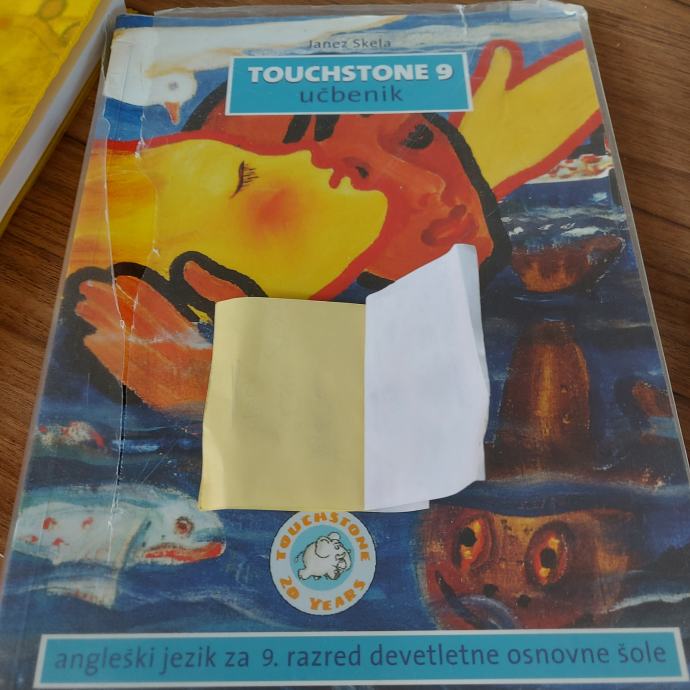 Janez Skela
TOUCHSTONE 9
učbenik
TOUCHSTONE
20 YEARS
angleški jezik za 9. razred devetletne osnovne šole